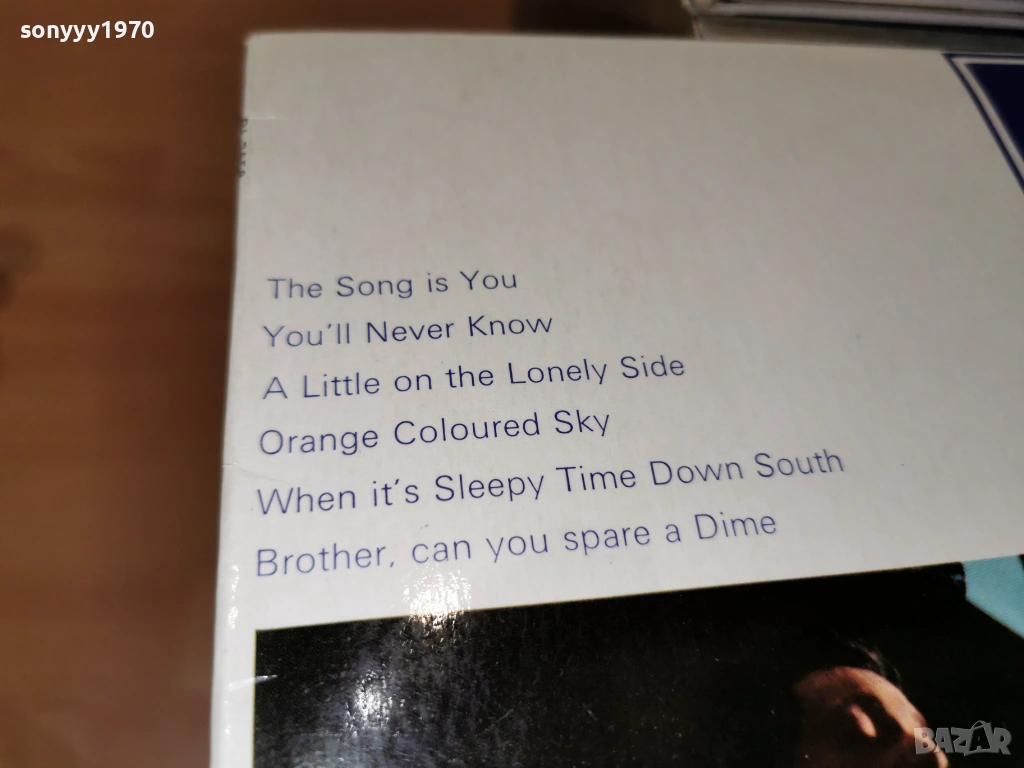 sonyyy1970
The Song is You
You'll Never Know
A Little on the Lonely Side
Orange Coloured Sky
When it's Sleepy Time Down South
Brother, can you spare a Dime
BAZAR